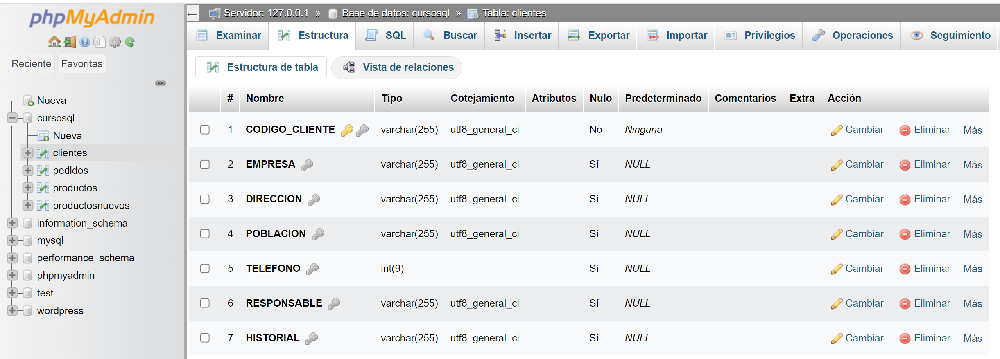 phpMyAdmin
Reciente Favoritas
Nueva
cursosql
Nueva
clientes
pedidos
productos
productosnuevos
information_schema
mysql
performance_schema
phpmyadmin
test
wordpress
← Servidor: 127.0.0.1 » Base de datos: cursosql » Tabla: clientes
Examinar Estructura SQL Buscar Insertar Exportar Importar Privilegios Operaciones Seguimiento
Estructura de tabla Vista de relaciones
# Nombre Tipo Cotejamiento Atributos Nulo Predeterminado Comentarios Extra Acción
1 CODIGO_CLIENTE varchar(255) utf8_general_ci No Ninguna Cambiar Eliminar Más
2 EMPRESA varchar(255) utf8_general_ci Sí NULL Cambiar Eliminar Más
3 DIRECCION varchar(255) utf8_general_ci Sí NULL Cambiar Eliminar Más
4 POBLACION varchar(255) utf8_general_ci Sí NULL Cambiar Eliminar Más
5 TELEFONO int(9) Sí NULL Cambiar Eliminar Más
6 RESPONSABLE varchar(255) utf8_general_ci Sí NULL Cambiar Eliminar Más
7 HISTORIAL varchar(255) utf8_general_ci Sí NULL Cambiar Eliminar Más